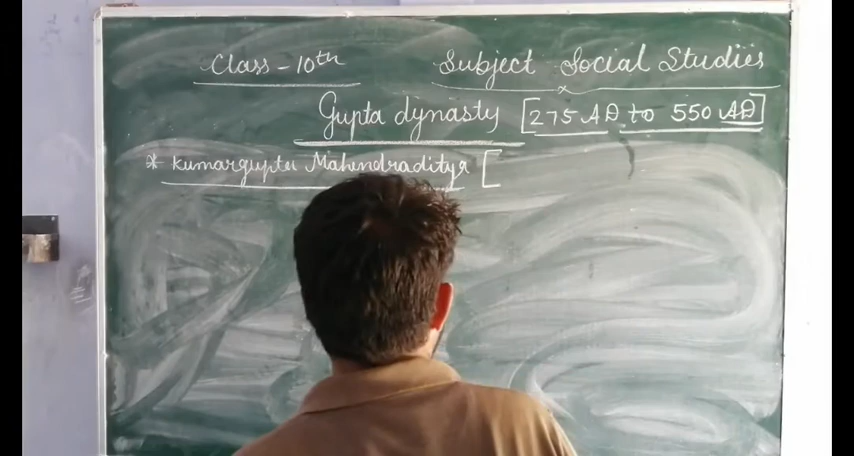 Class - 10th Subject Social Studies
Gupta dynasty [275 AD to 550 AD]
* Kumargupta Mahendraditya [